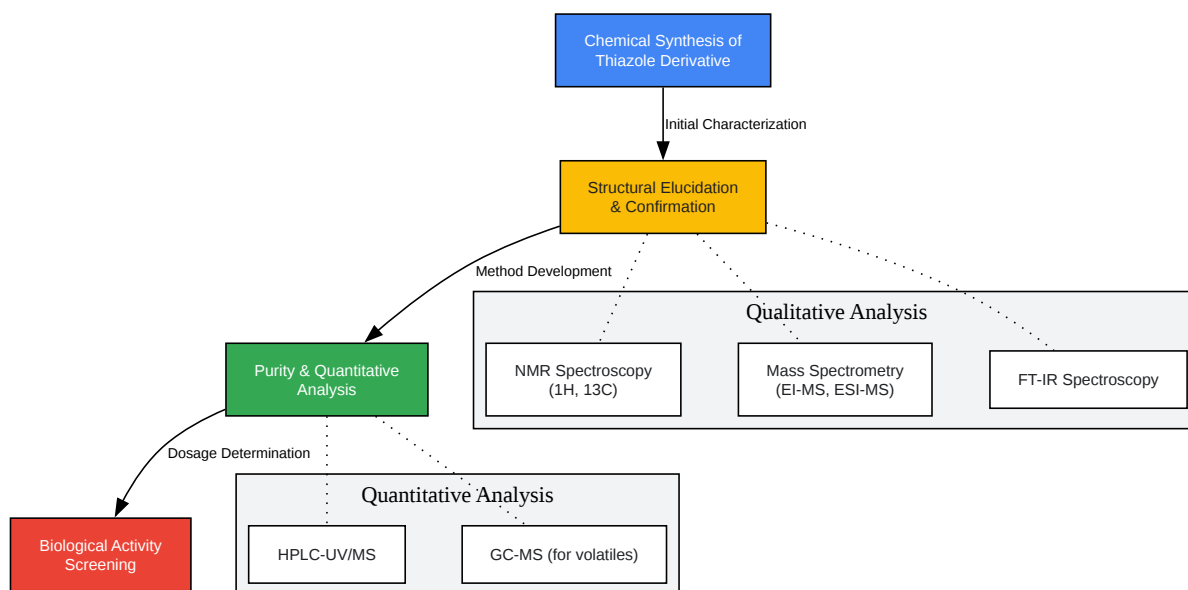 Chemical Synthesis of
Thiazole Derivative
Initial Characterization
Structural Elucidation
& Confirmation
Method Development
Qualitative Analysis
NMR Spectroscopy
(1H, 13C)
Mass Spectrometry
(EI-MS, ESI-MS)
FT-IR Spectroscopy
Purity & Quantitative
Analysis
Dosage Determination
Quantitative Analysis
HPLC-UV/MS
GC-MS (for volatiles)
Biological Activity
Screening